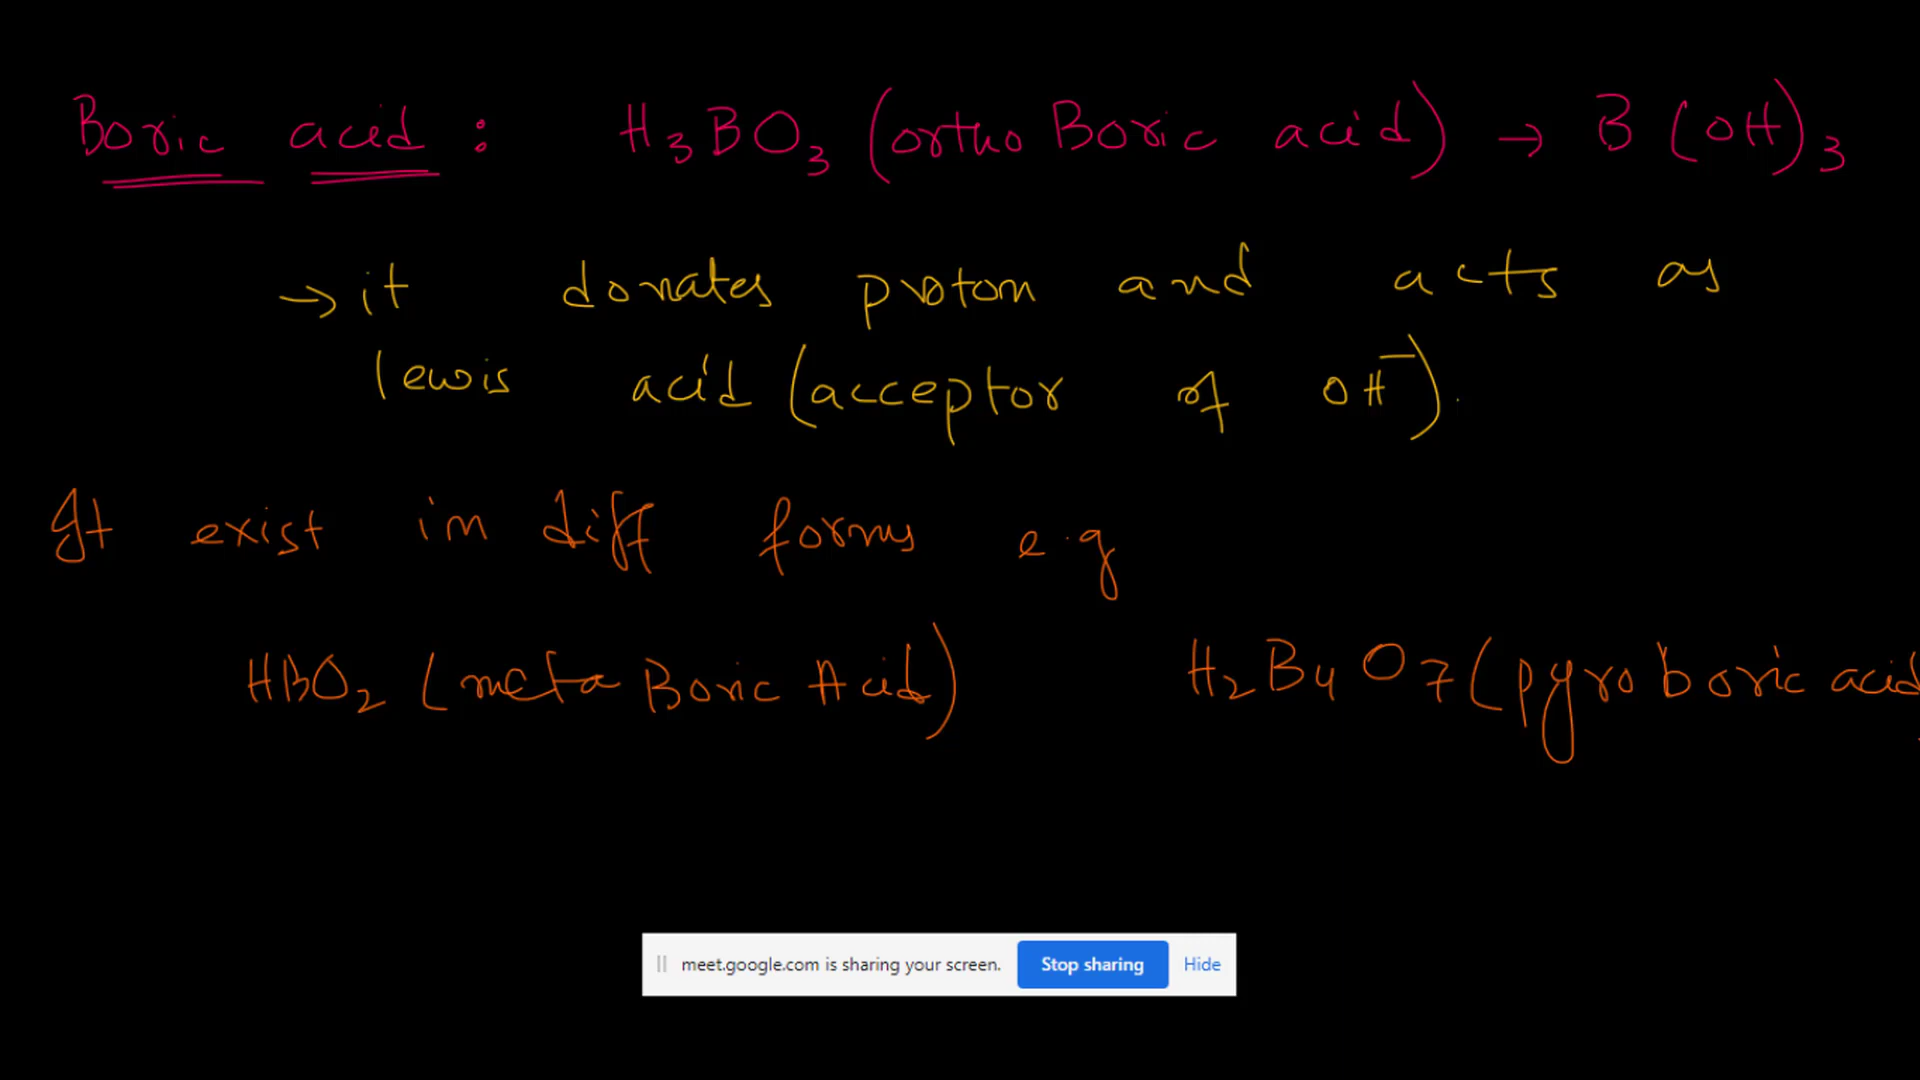 Boric acid : H₃BO₃ (ortho Boric acid) → B(OH)₃
→ it donates proton and acts as
lewis acid (acceptor of OH⁻).
It exist in diff forms e.g
HBO₂ (meta Boric Acid) H₂B₄O₇ (pyro boric acid
meet.google.com is sharing your screen. Stop sharing Hide